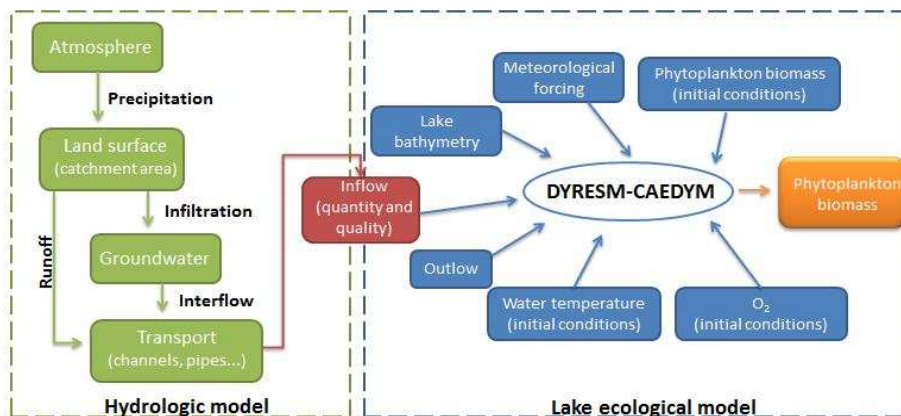 Atmosphere
Precipitation
Land surface
(catchment area)
Infiltration
Runoff
Groundwater
Interflow
Transport
(channels, pipes...)
Hydrologic model
Inflow
(quantity and
quality)
Meteorological
forcing
Phytoplankton biomass
(initial conditions)
Lake
bathymetry
DYRESM-CAEDYM
Phytoplankton
biomass
Outlow
Water temperature
(initial conditions)
O₂
(initial conditions)
Lake ecological model